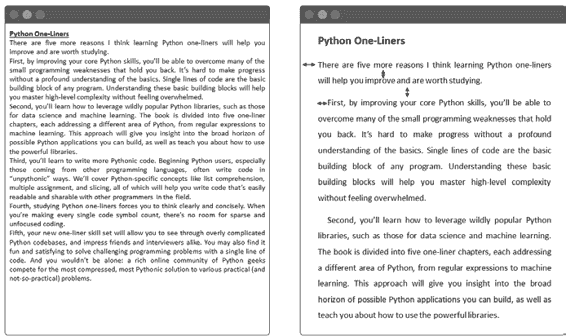 Python One-Liners
There are five more reasons I think learning Python one-liners will help you
improve and are worth studying.
First, by improving your core Python skills, you'll be able to overcome many of the
small programming weaknesses that hold you back. It's hard to make progress
without a profound understanding of the basics. Single lines of code are the basic
building block of any program. Understanding these basic building blocks will help
you master high-level complexity without feeling overwhelmed.
Second, you'll learn how to leverage wildly popular Python libraries, such as those
for data science and machine learning. The book is divided into five one-liner
chapters, each addressing a different area of Python, from regular expressions to
machine learning. This approach will give you insight into the broad horizon of
possible Python applications you can build, as well as teach you about how to use
the powerful libraries.
Third, you'll learn to write more Pythonic code. Beginning Python users, especially
those coming from other programming languages, often write code in
"unpythonic" ways. We'll cover Python-specific concepts like list comprehension,
multiple assignment, and slicing, all of which will help you write code that's easily
readable and sharable with other programmers in the field.
Fourth, studying Python one-liners forces you to think clearly and concisely. When
you're making every single code symbol count, there's no room for sparse and
unfocused coding.
Fifth, your new one-liner skill set will allow you to see through overly complicated
Python codebases, and impress friends and interviewers alike. You may also find it
fun and satisfying to solve challenging programming problems with a single line of
code. And you wouldn't be alone: a rich online community of Python geeks
compete for the most compressed, most Pythonic solution to various practical (and
not-so-practical) problems.
Python One-Liners
There are five more reasons I think learning Python one-liners
will help you improve and are worth studying.
First, by improving your core Python skills, you'll be able to
overcome many of the small programming weaknesses that hold
you back. It's hard to make progress without a profound
understanding of the basics. Single lines of code are the basic
building block of any program. Understanding these basic
building blocks will help you master high-level complexity
without feeling overwhelmed.
Second, you'll learn how to leverage wildly popular Python
libraries, such as those for data science and machine learning.
The book is divided into five one-liner chapters, each addressing
a different area of Python, from regular expressions to machine
learning. This approach will give you insight into the broad
horizon of possible Python applications you can build, as well as
teach you about how to use the powerful libraries.